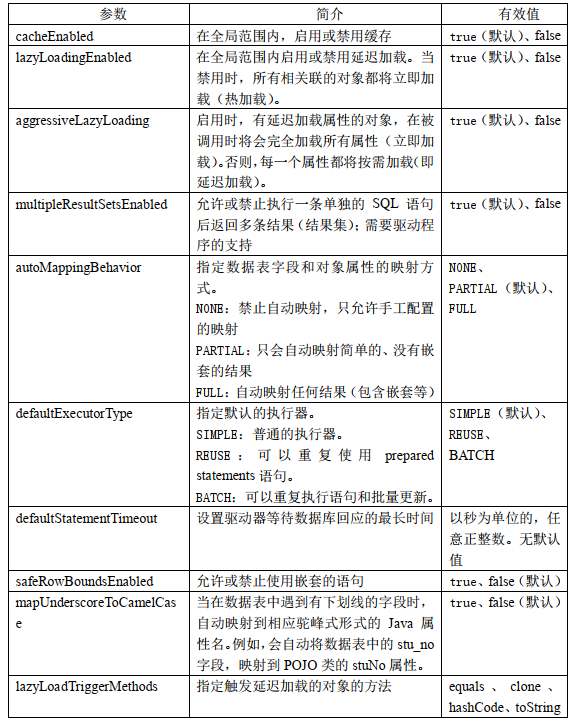 参数 简介 有效值
cacheEnabled 在全局范围内，启用或禁用缓存 true（默认）、false
lazyLoadingEnabled 在全局范围内启用或禁用延迟加载。当 true（默认）、false
禁用时，所有相关联的对象都将立即加
载（热加载）。
aggressiveLazyLoading 启用时，有延迟加载属性的对象，在被 true（默认）、false
调用时将会完全加载所有属性（立即加
载）。否则，每一个属性都将按需加载（即
延迟加载）。
multipleResultSetsEnabled 允许或禁止执行一条单独的 SQL 语句 true（默认）、false
后返回多条结果（结果集）；需要驱动程
序的支持
autoMappingBehavior 指定数据表字段和对象属性的映射方 NONE、
式。 PARTIAL（默认）、
NONE：禁止自动映射，只允许手工配置 FULL
的映射
PARTIAL：只会自动映射简单的、没有嵌
套的结果
FULL：自动映射任何结果（包含嵌套等）
defaultExecutorType 指定默认的执行器。 SIMPLE（默认）、
SIMPLE：普通的执行器。 REUSE、
REUSE：可以重复使用 prepared BATCH
statements 语句。
BATCH：可以重复执行语句和批量更新。
defaultStatementTimeout 设置驱动器等待数据库回应的最长时间 以秒为单位的，任
意正整数。无默认
值
safeRowBoundsEnabled 允许或禁止使用嵌套的语句 true、false（默认）
mapUnderscoreToCamelCas 当在数据表中遇到有下划线的字段时， true、false（默认）
e 自动映射到相应驼峰式形式的 Java 属
性名。例如，会自动将数据表中的 stu_no
字段，映射到 POJO 类的 stuNo 属性。
lazyLoadTriggerMethods 指定触发延迟加载的对象的方法 equals、clone、
hashCode、toString